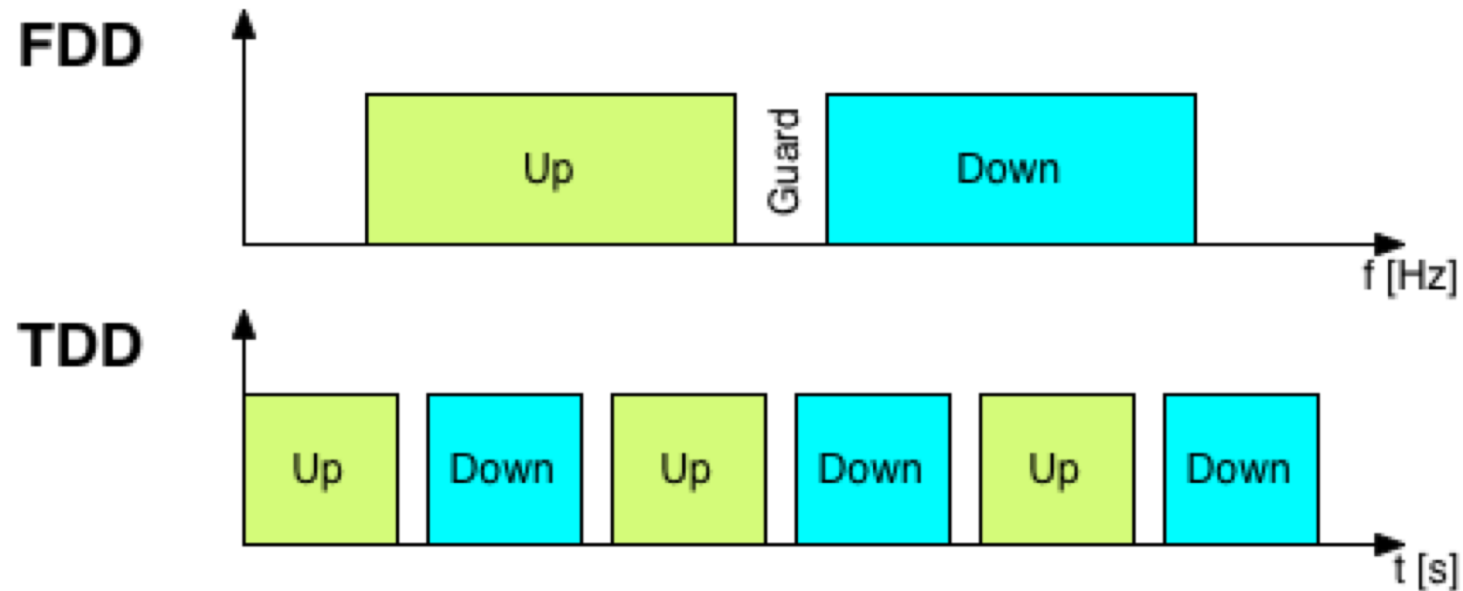 FDD
Up
Guard
Down
f [Hz]
TDD
Up
Down
Up
Down
Up
Down
t [s]